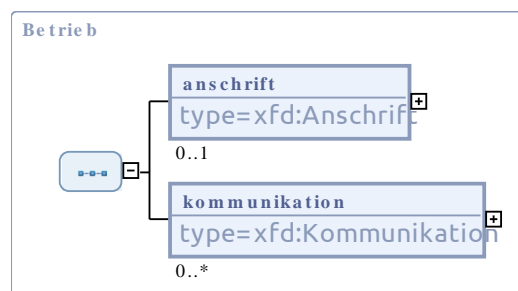 Betrieb
anschrift
type=xfd:Anschrift
0..1
kommunikation
type=xfd:Kommunikation
0..*